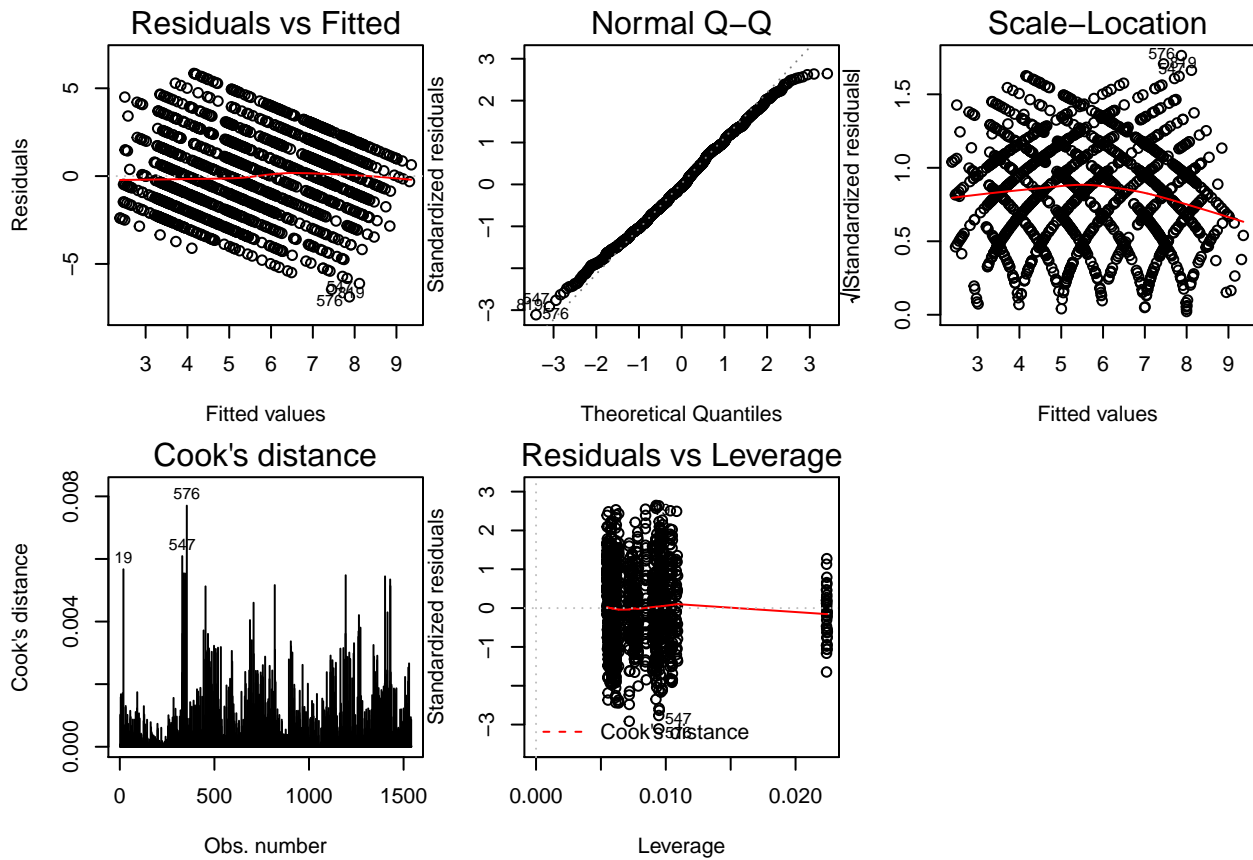 Residuals vs Fitted
Residuals
5
0
−5
3 4 5 6 7 8 9
Fitted values
547
819
576
Normal Q−Q
Standardized residuals
3
2
1
0
−1
−3
−3 −2 −1 0 1 2 3
Theoretical Quantiles
547
819
576
Scale−Location
√|Standardized residuals|
1.5
1.0
0.5
0.0
3 4 5 6 7 8 9
Fitted values
576
819
547
Cook's distance
Cook's distance
0.008
0.004
0.000
0 500 1000 1500
Obs. number
576
547
19
Residuals vs Leverage
Standardized residuals
3
2
1
0
−1
−3
0.000 0.010 0.020
Leverage
547
576
Cook's distance